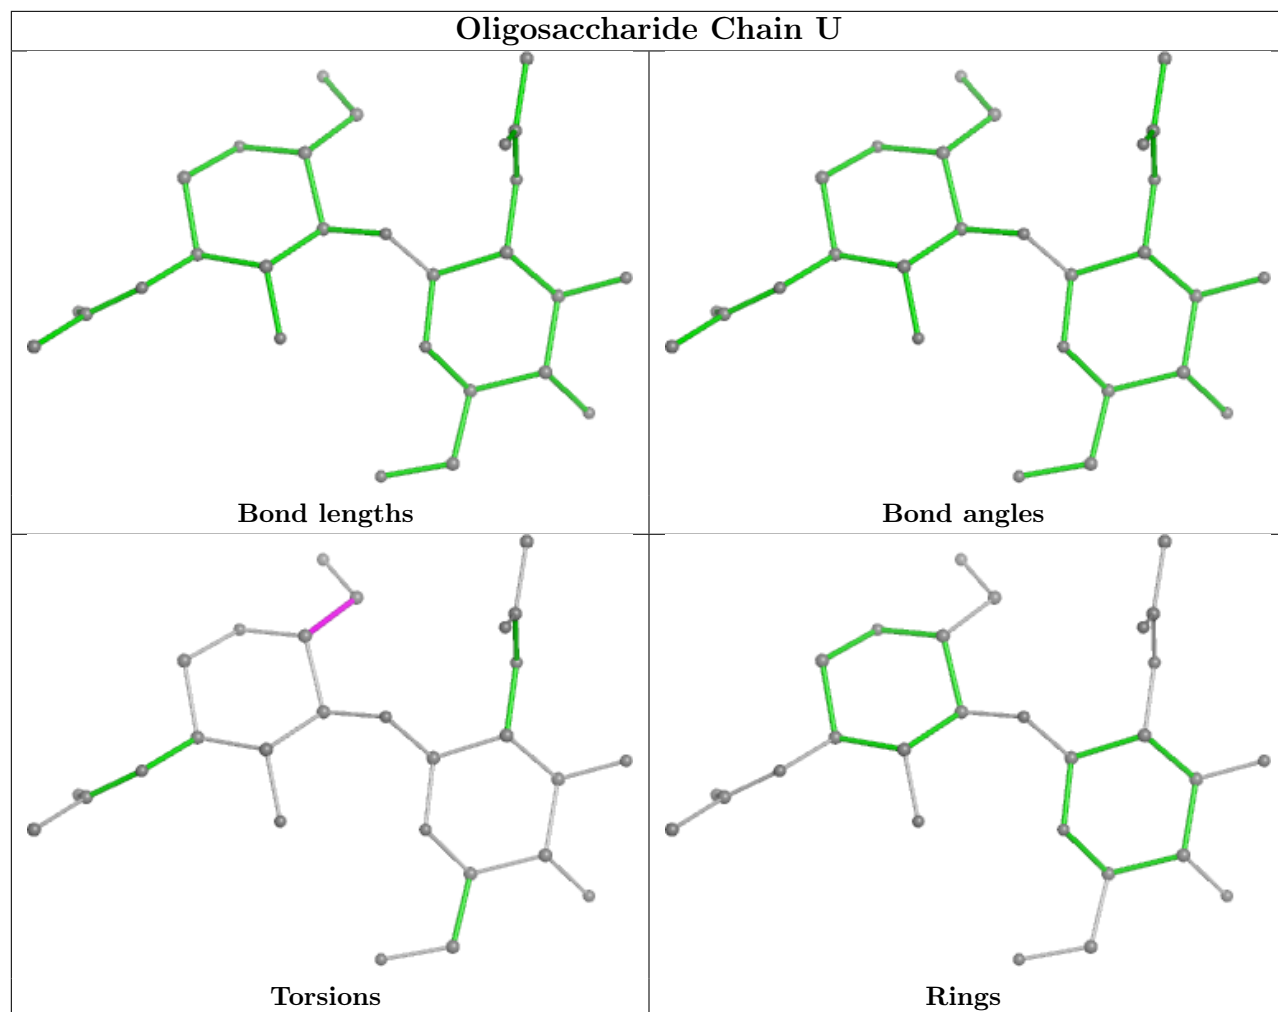 Oligosaccharide Chain U
Bond lengths
Bond angles
Torsions
Rings